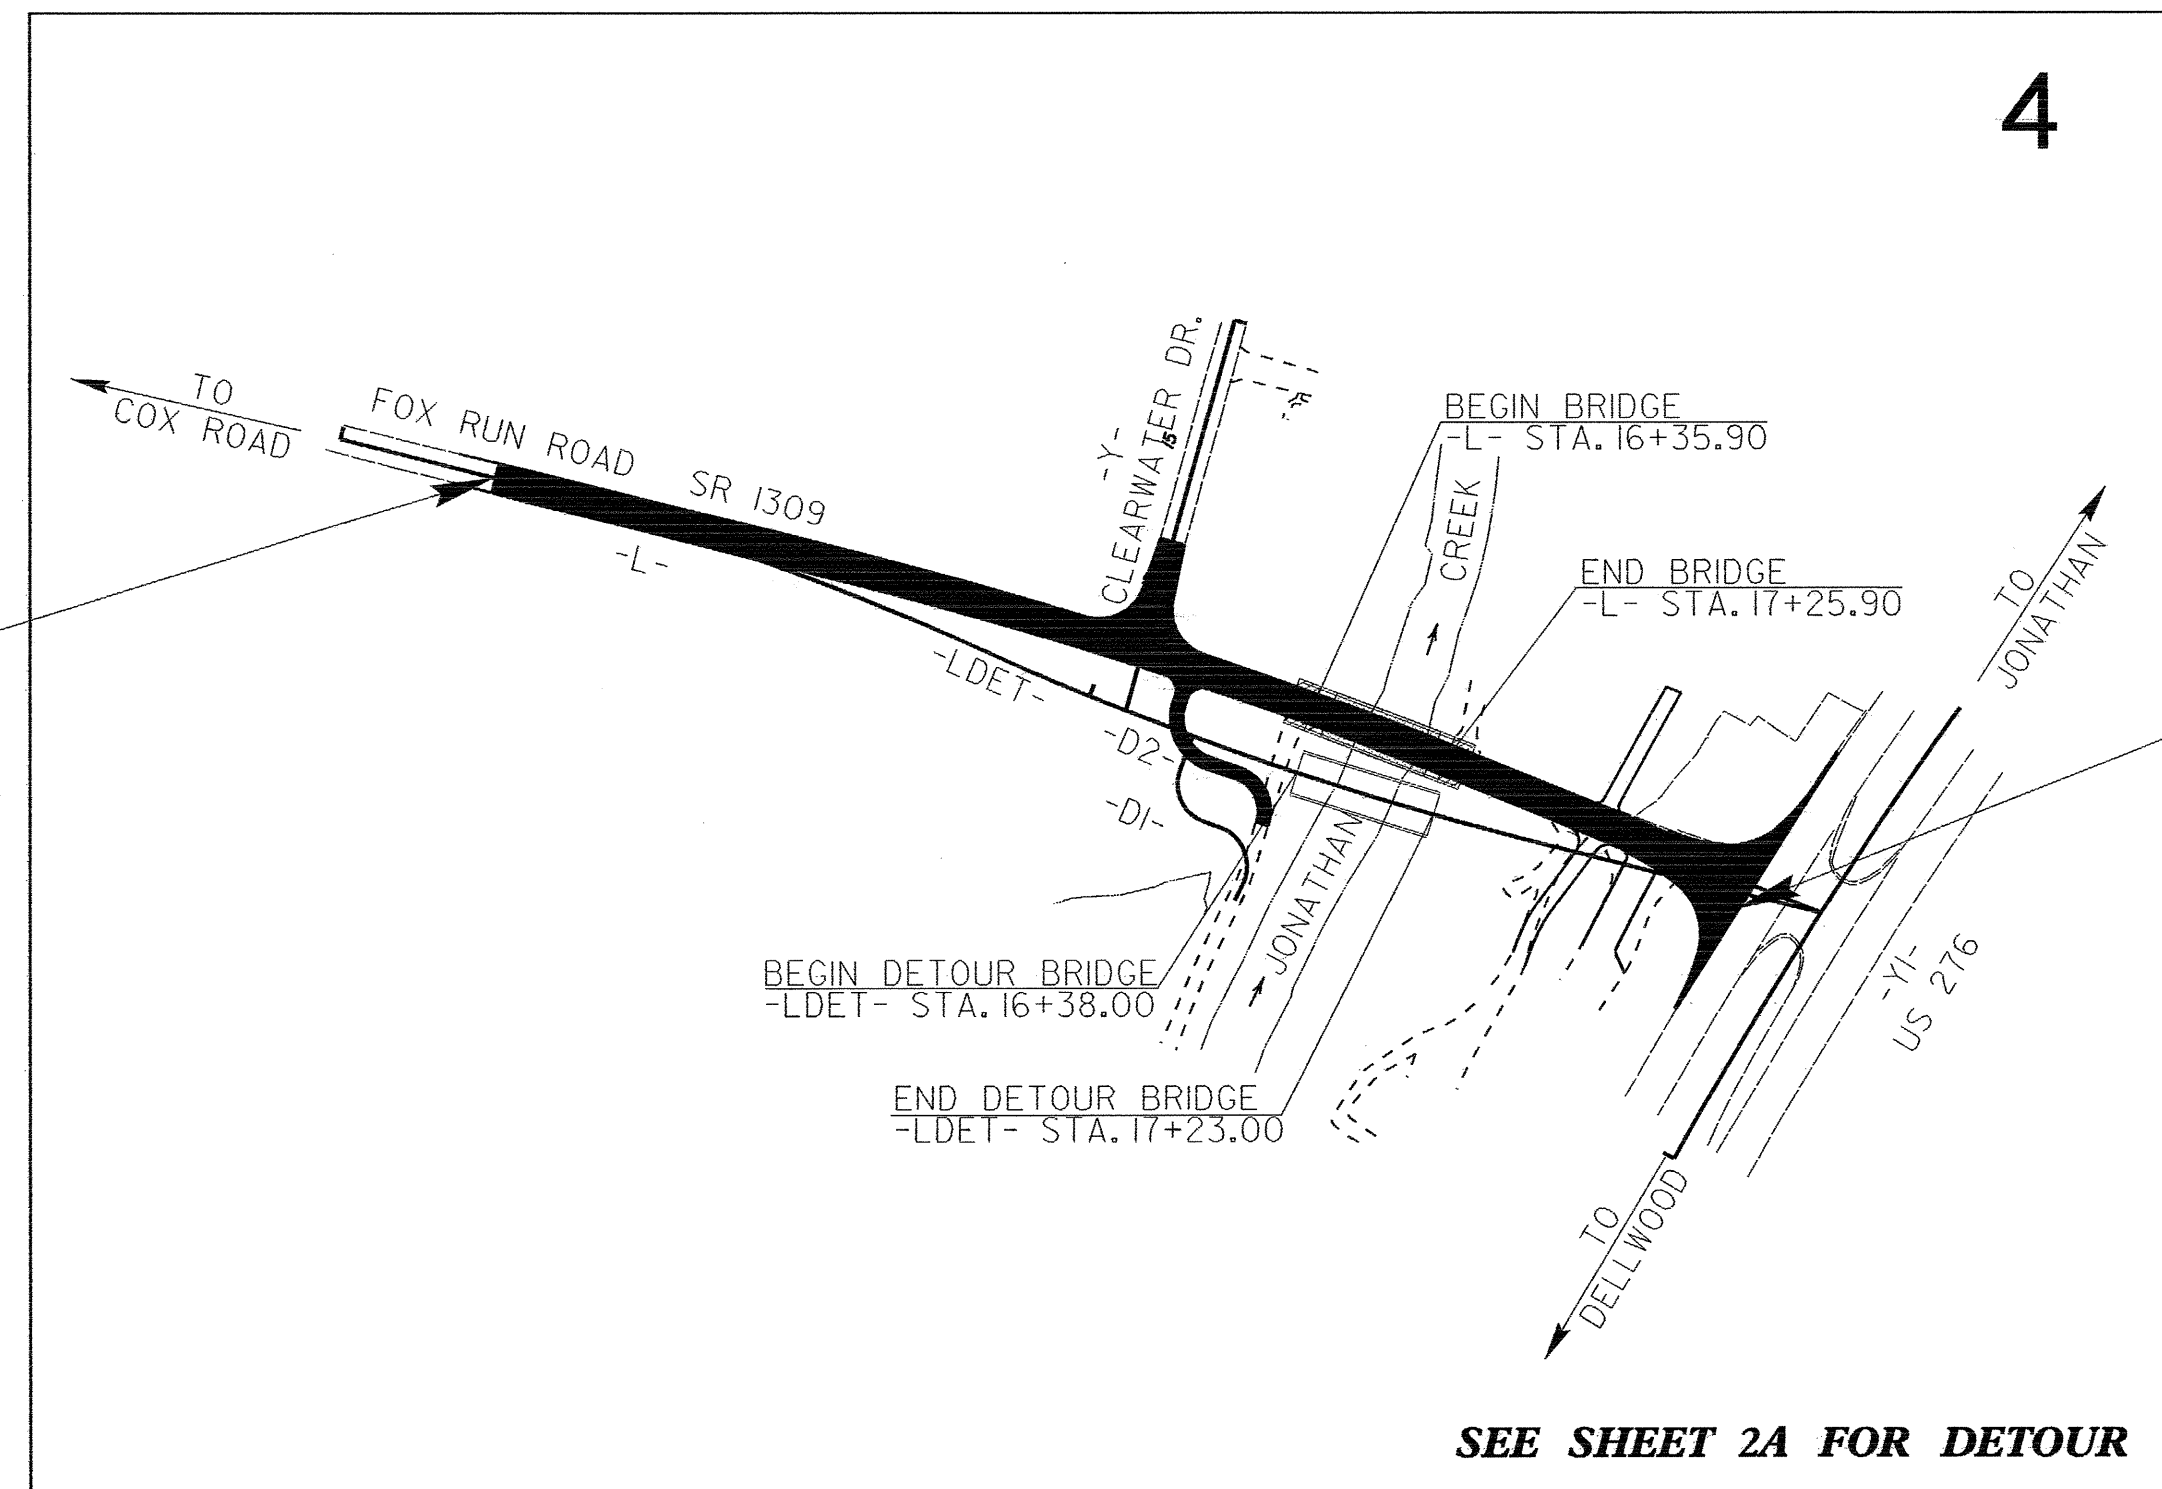 4
TO
COX ROAD
FOX RUN ROAD SR 1309
-L-
-Y-
CLEARWATER DR.
15
BEGIN BRIDGE
-L- STA. 16+35.90
CREEK
END BRIDGE
-L- STA. 17+25.90
TO
JONATHAN
-LDET-
-D2-
-D1-
JONATHAN
BEGIN DETOUR BRIDGE
-LDET- STA. 16+38.00
-Y1-
US 276
END DETOUR BRIDGE
-LDET- STA. 17+23.00
TO
DELLWOOD
SEE SHEET 2A FOR DETOUR